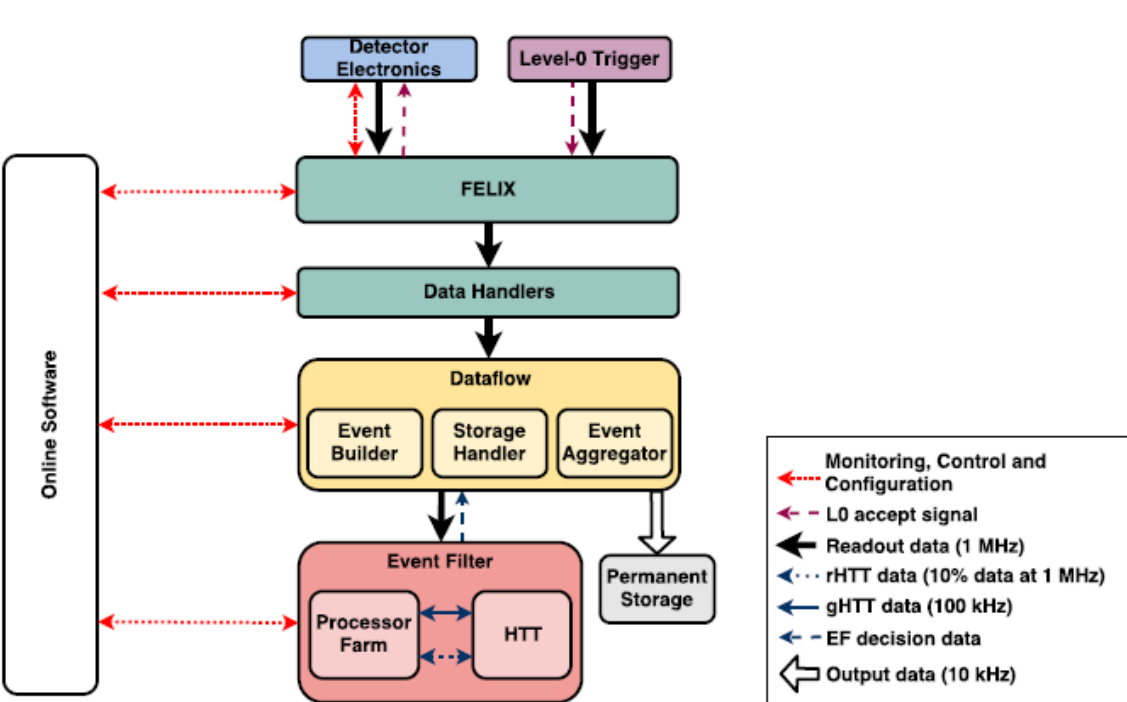 Detector
Electronics
Level-0 Trigger
FELIX
Data Handlers
Online Software
Dataflow
Event
Builder
Storage
Handler
Event
Aggregator
Event Filter
Processor
Farm
HTT
Permanent
Storage
Monitoring, Control and
Configuration
L0 accept signal
Readout data (1 MHz)
rHTT data (10% data at 1 MHz)
gHTT data (100 kHz)
EF decision data
Output data (10 kHz)